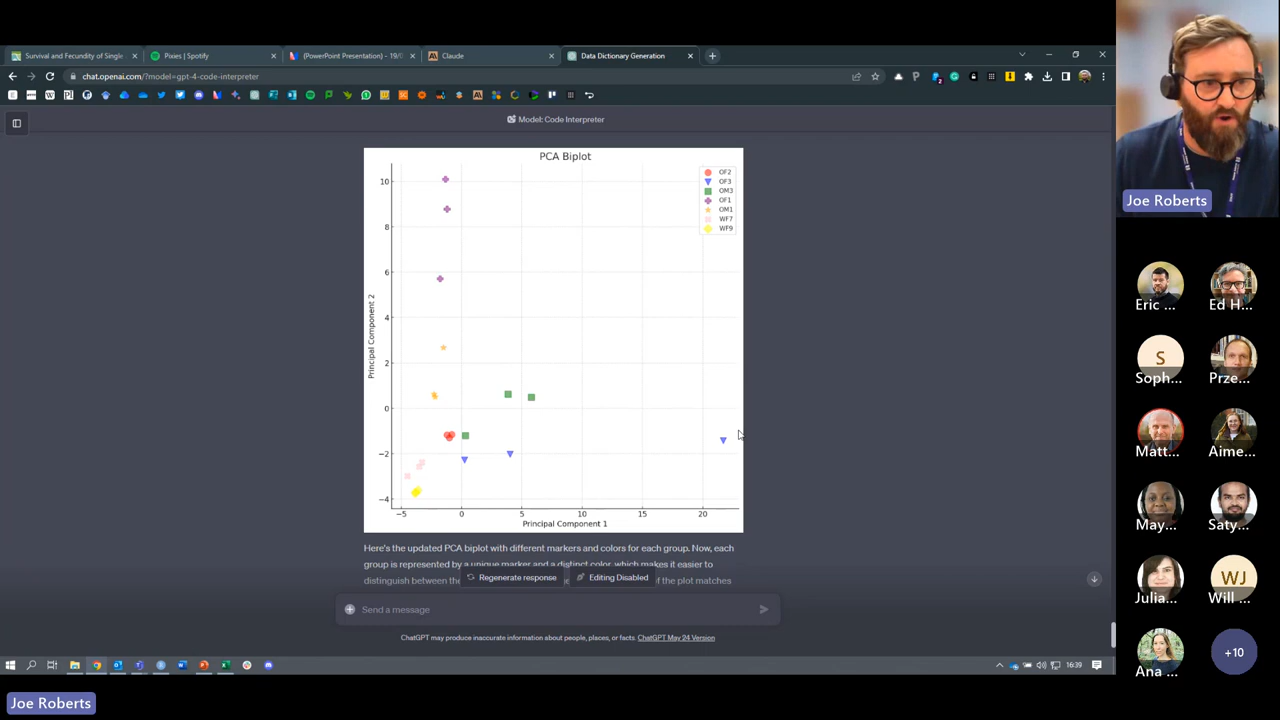 Survival and Fecundity of Single
Pixies | Spotify
(PowerPoint Presentation) - 19/0
Claude
Data Dictionary Generation
chat.openai.com/?model=gpt-4-code-interpreter
Model: Code Interpreter
PCA Biplot
OF2
OF3
OM3
OF1
OM1
WF7
WF9
10
8
6
4
2
0
−2
−4
Principal Component 2
−5 0 5 10 15 20
Principal Component 1
Here's the updated PCA biplot with different markers and colors for each group. Now, each
group is represented by a unique marker and a distinct color, which makes it easier to
distinguish between the
of the plot matches
Regenerate response
Editing Disabled
Send a message
ChatGPT may produce inaccurate information about people, places, or facts. ChatGPT May 24 Version
16:39
Joe Roberts
Joe Roberts
Eric ...
Ed H...
S
Soph...
Prze...
Matt...
Aime...
May...
Saty...
WJ
Julia...
Will ...
Ana ...
+10